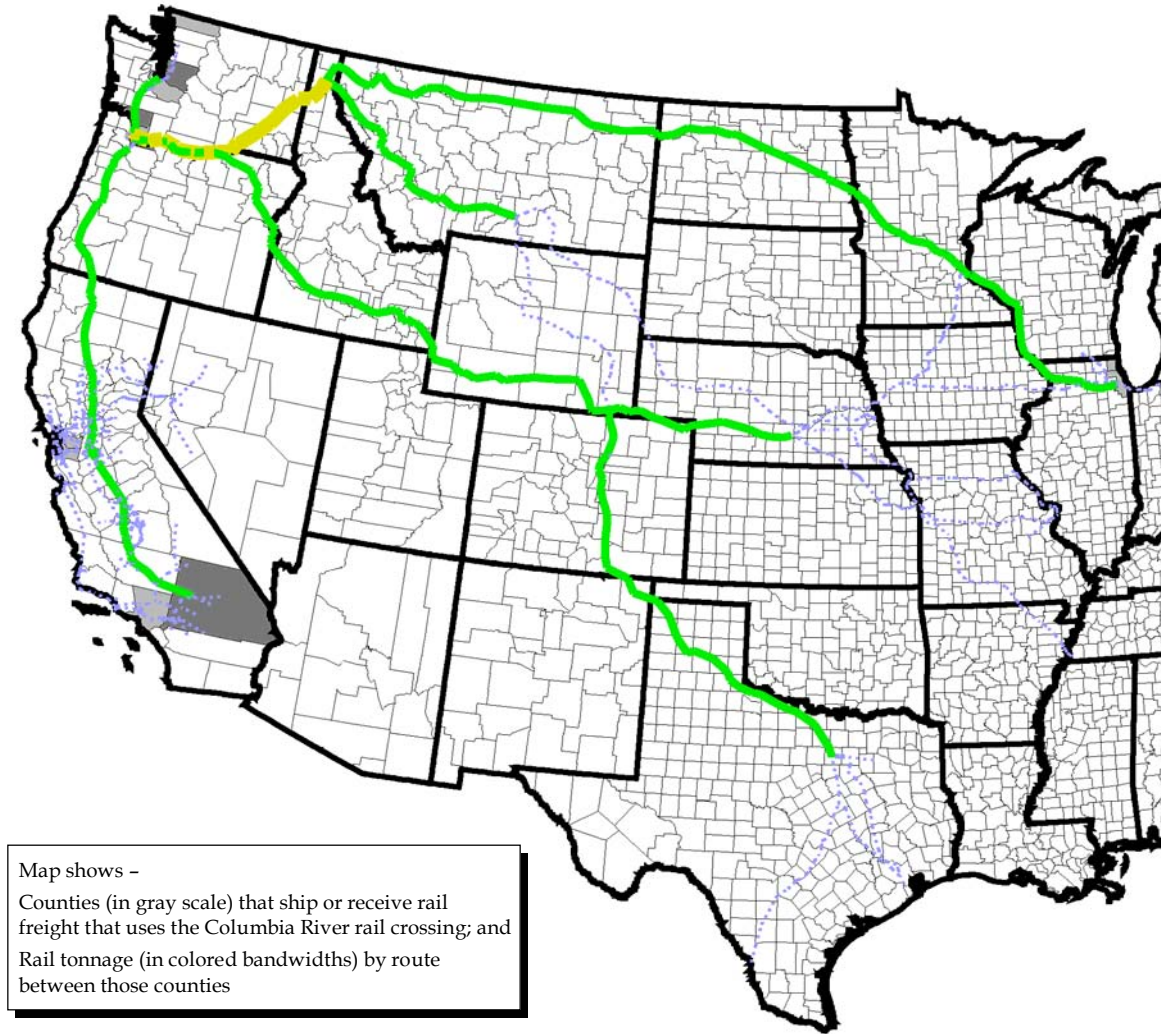 Map shows –
Counties (in gray scale) that ship or receive rail
freight that uses the Columbia River rail crossing; and
Rail tonnage (in colored bandwidths) by route
between those counties